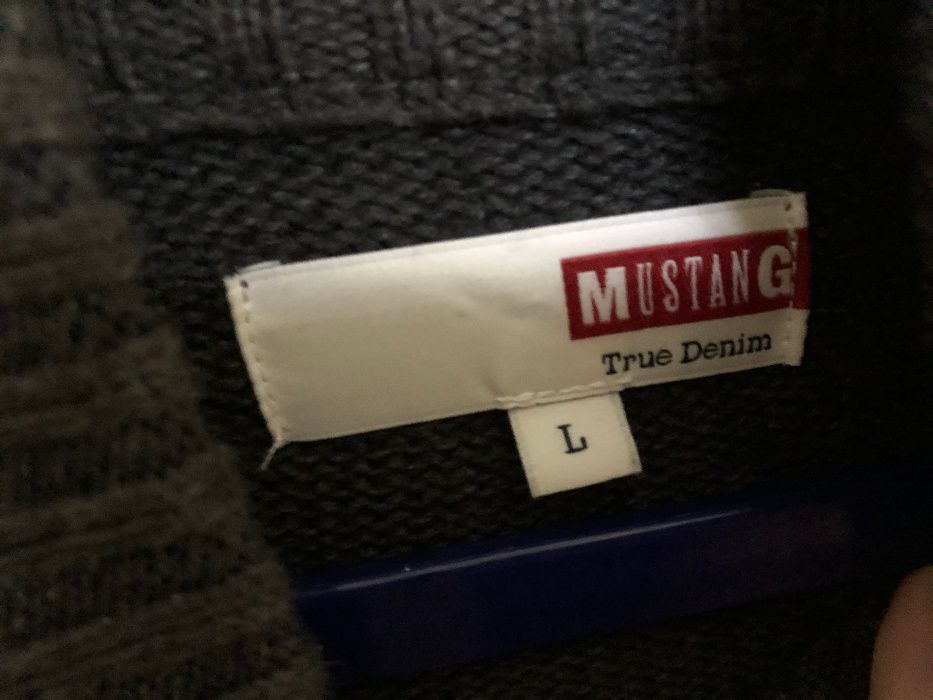 MUSTANG
True Denim
L